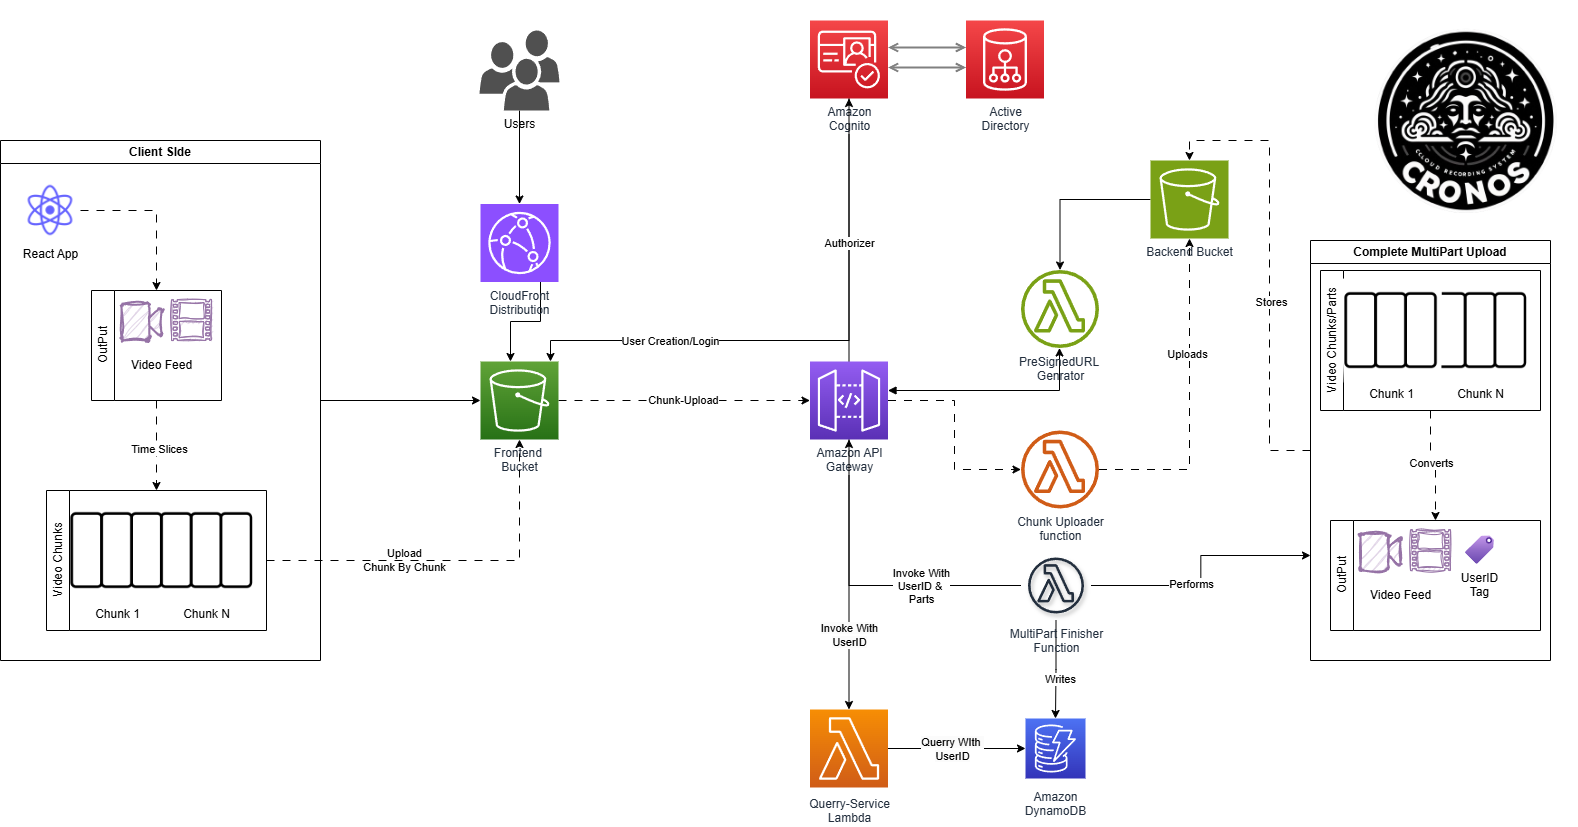 Users
Amazon
Cognito
Active
Directory
CLOUD RECORDING SYSTEM
CRONOS
Client SIde
React App
OutPut
Video Feed
Time Slices
Video Chunks
Chunk 1
Chunk N
Upload
Chunk By Chunk
CloudFront
Distribution
User Creation/Login
Authorizer
Frontend
Bucket
Chunk-Upload
Amazon API
Gateway
Backend Bucket
PreSignedURL
Genrator
Uploads
Stores
Chunk Uploader
function
Invoke With
UserID &
Parts
MultiPart Finisher
Function
Performs
Writes
Invoke With
UserID
Querry-Service
Lambda
Querry WIth
UserID
Amazon
DynamoDB
Complete MultiPart Upload
Video Chunks/Parts
Chunk 1
Chunk N
Converts
OutPut
Video Feed
UserID
Tag